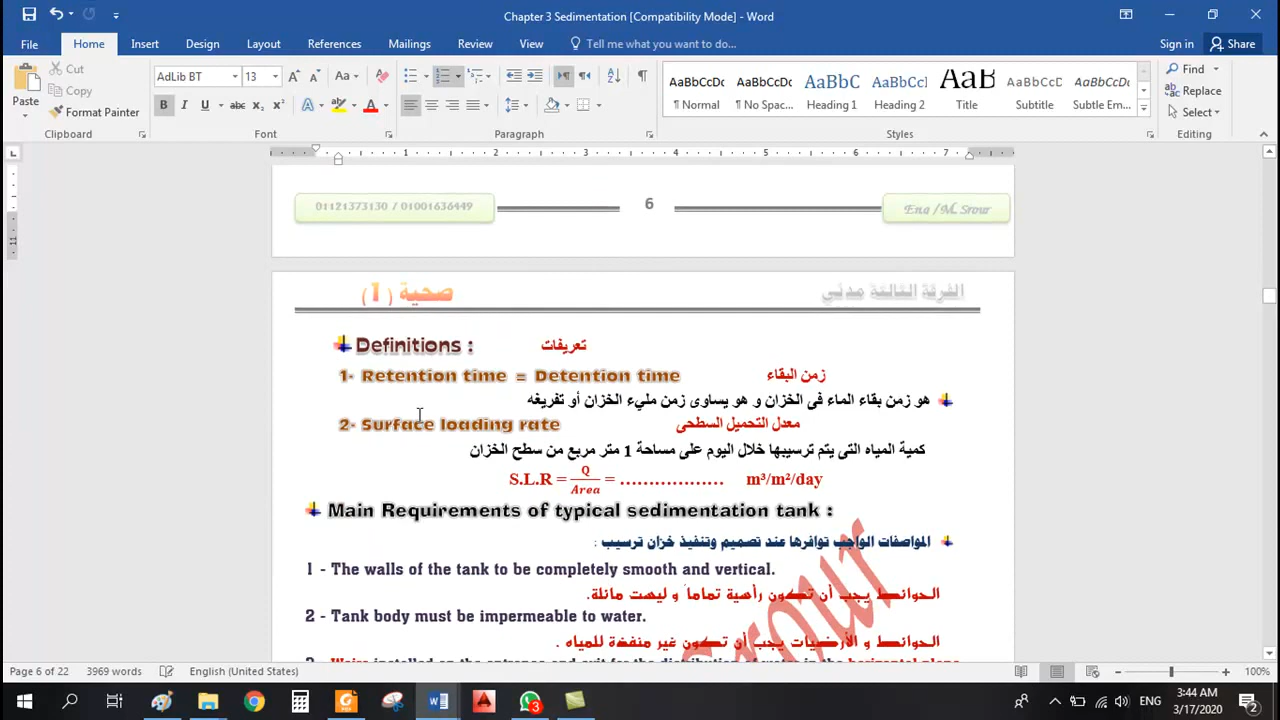 Chapter 3 Sedimentation [Compatibility Mode] - Word
File Home Insert Design Layout References Mailings Review View Tell me what you want to do... Sign in Share
Paste Cut Copy Format Painter
AdLib BT 13
AaBbCcDc AaBbCcDc AaBbC AaBbCcI AaB AaBbCcD AaBbCcDc
¶ Normal ¶ No Spac... Heading 1 Heading 2 Title Subtitle Subtle Em...
Find Replace Select
Clipboard Font Paragraph Styles Editing
1 2 3 4 5 6 7
01121373130 / 01001636449 6 Eng /M. Srour
صحية (1) الفرقة الثالثة مدني
Definitions : تعريفات
1- Retention time = Detention time زمن البقاء
هو زمن بقاء الماء فى الخزان و هو يساوى زمن مليء الخزان أو تفريغه
2- Surface loading rate معدل التحميل السطحى
كمية المياه التى يتم ترسيبها خلال اليوم على مساحة 1 متر مربع من سطح الخزان
S.L.R = Q / Area = .................. m³/m²/day
Main Requirements of typical sedimentation tank :
المواصفات الواجب توافرها عند تصميم وتنفيذ خزان ترسيب :
1 - The walls of the tank to be completely smooth and vertical.
الحوائط يجب أن تكون رأسية تماما و ليست مائلة.
2 - Tank body must be impermeable to water.
الحوائط و الأرضيات يجب أن تكون غير منفذة للمياه .
Srour
Page 6 of 22 3969 words English (United States) 100%
ENG 3:44 AM
3/17/2020